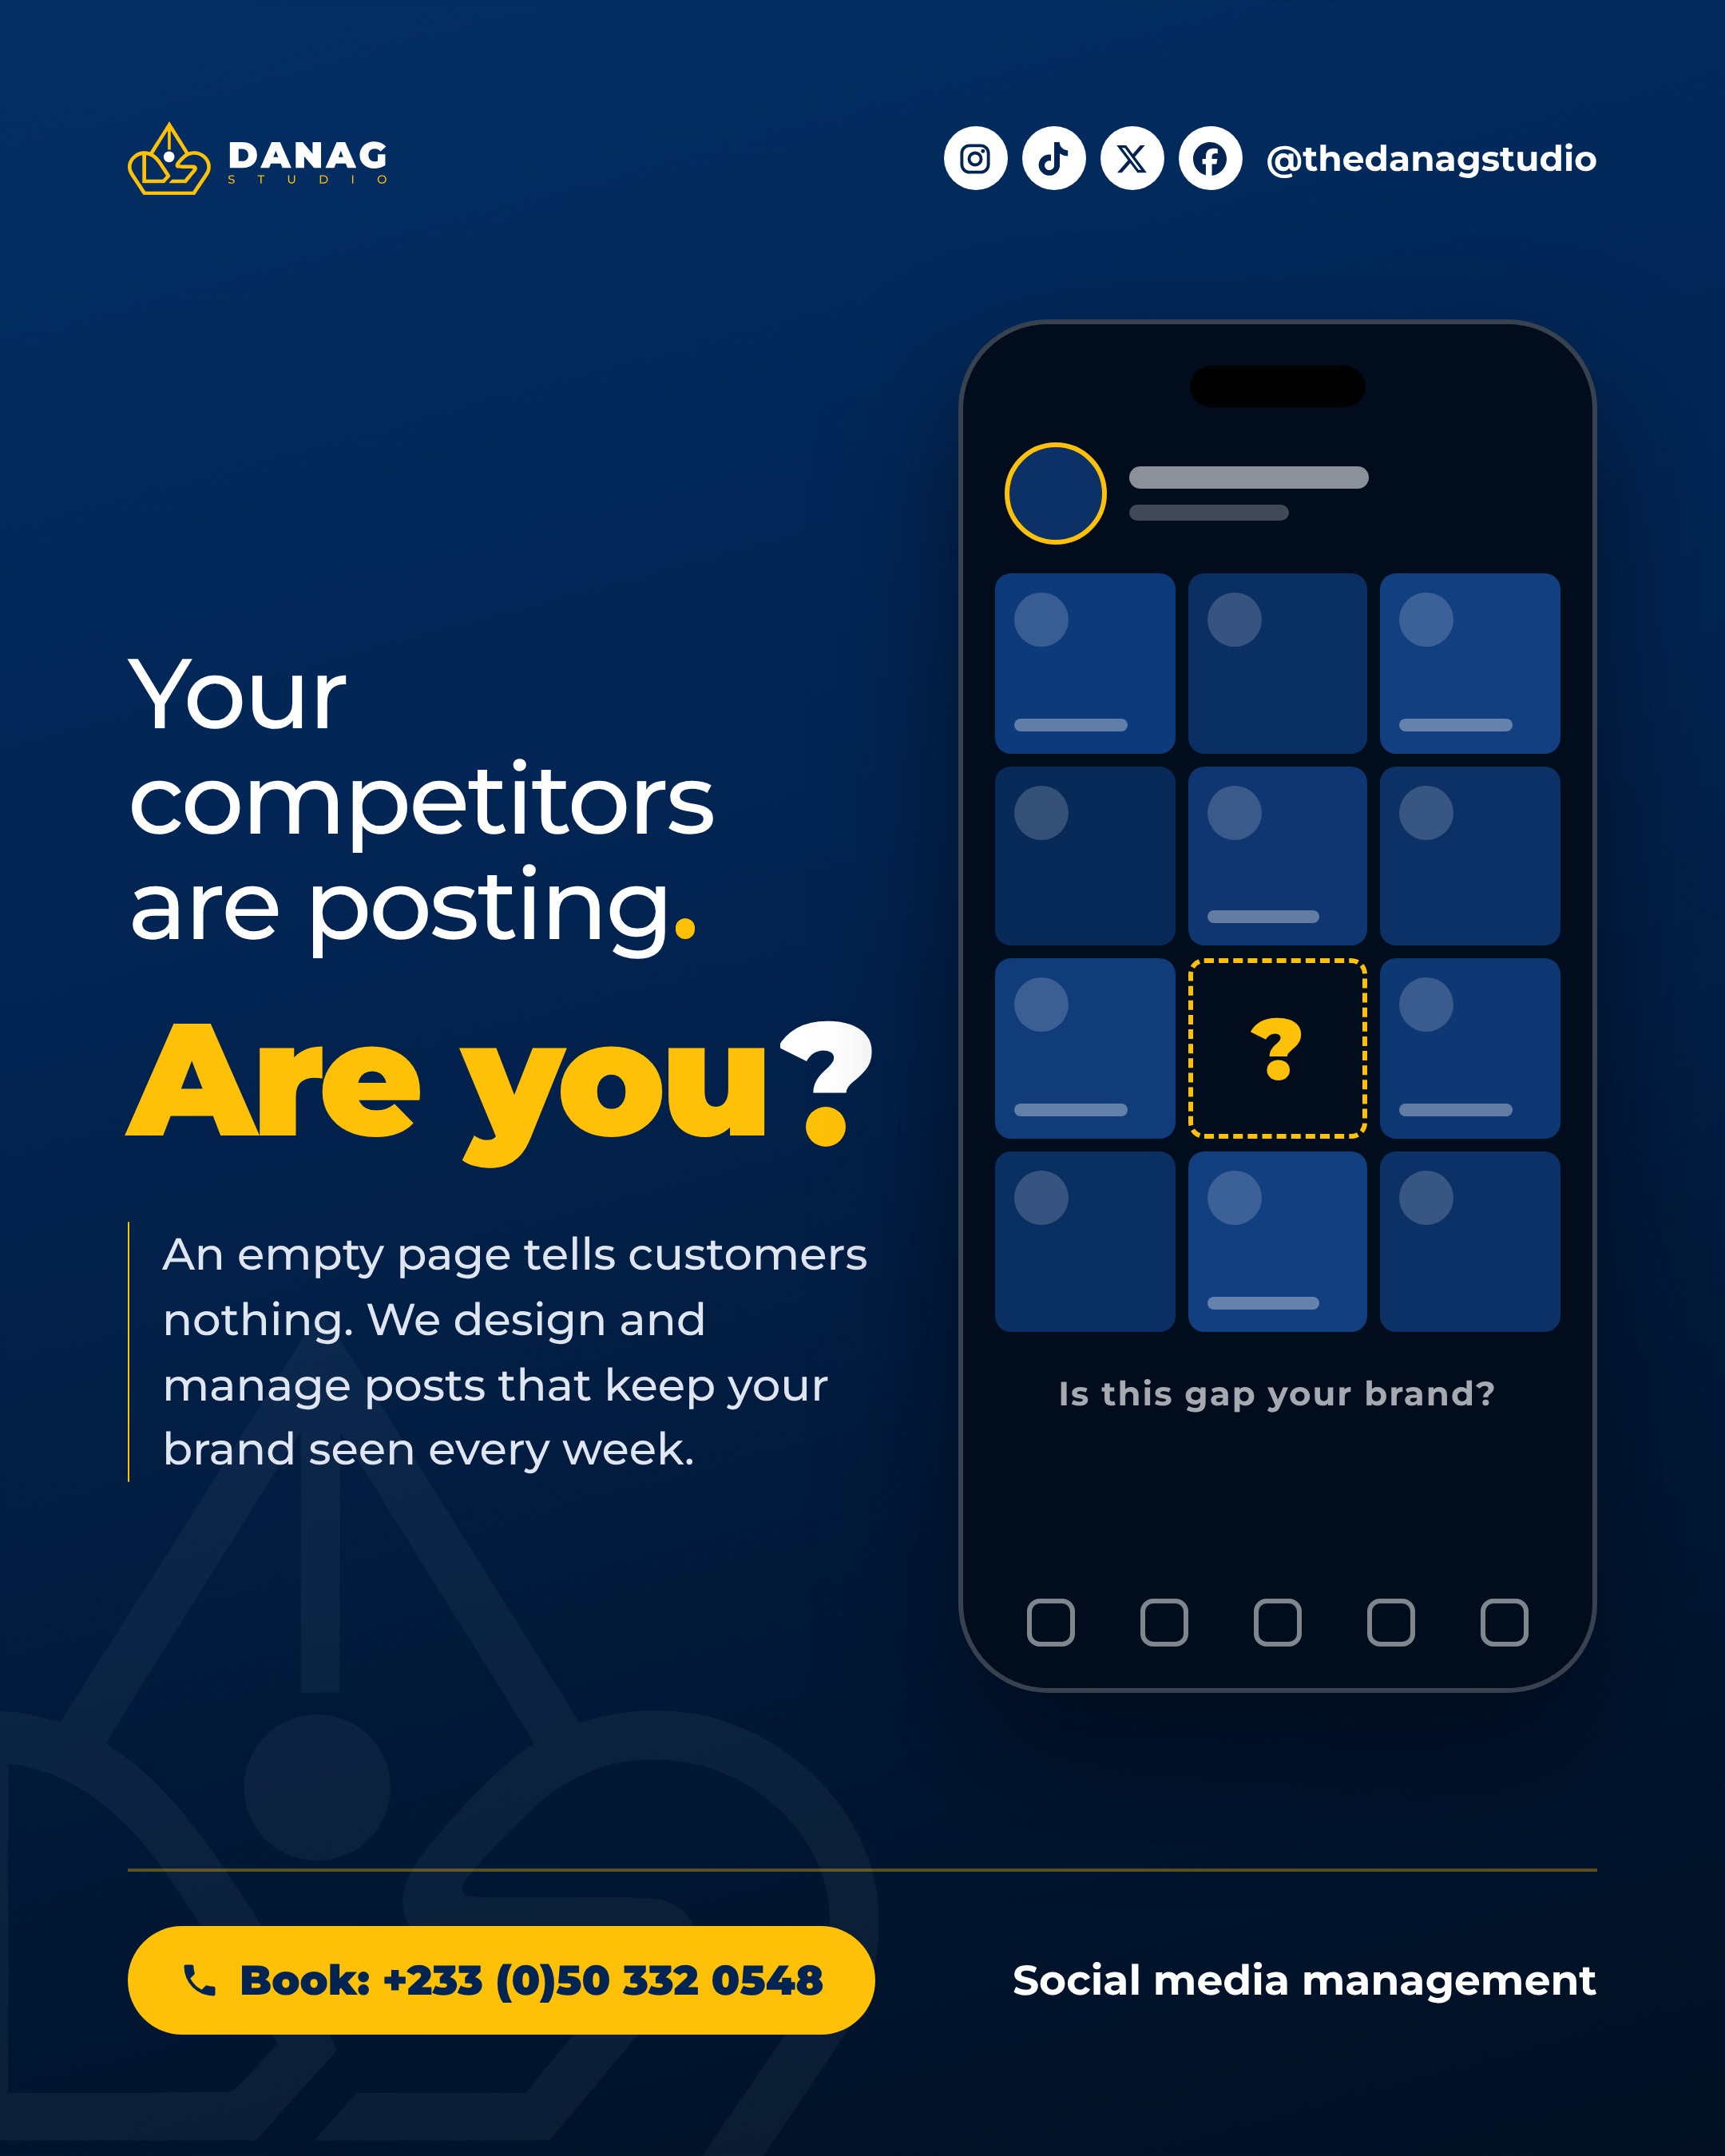 DANAG
STUDIO
@thedanagstudio
Your
competitors
are posting.
Are you?
An empty page tells customers
nothing. We design and
manage posts that keep your
brand seen every week.
?
Is this gap your brand?
Book: +233 (0)50 332 0548
Social media management